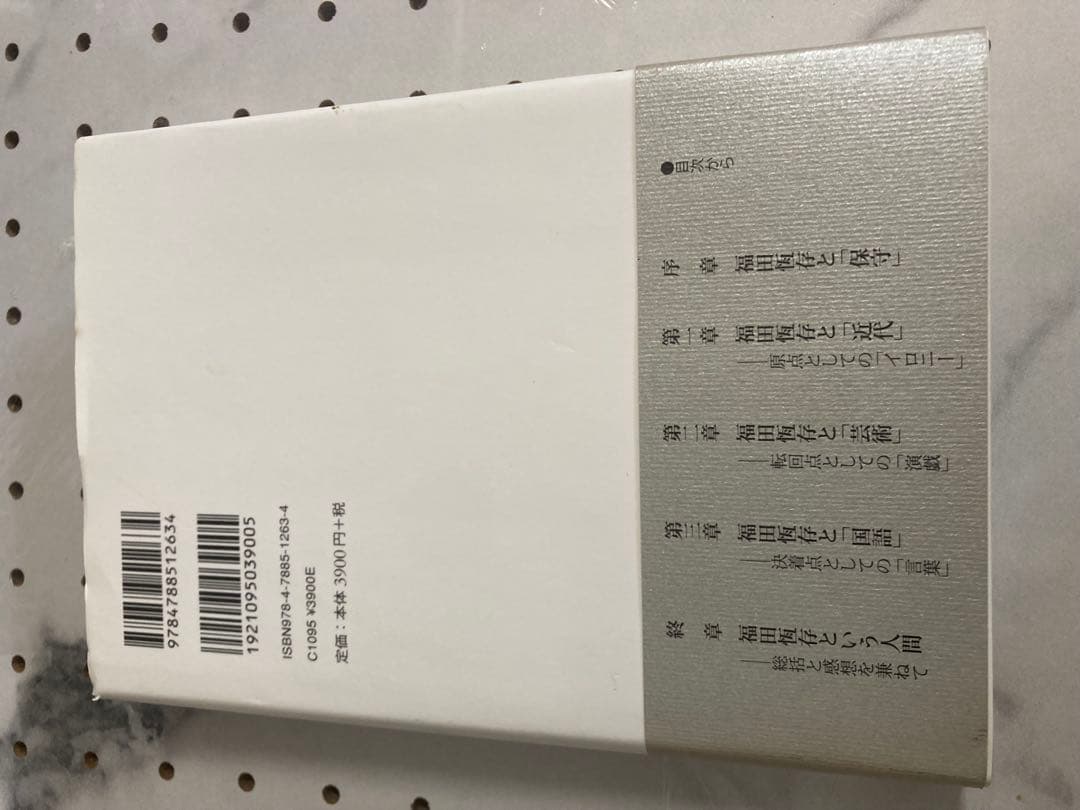 9784788512634
1921095039005
ISBN978-4-7885-1263-4
C1095 ¥3900E
定価：本体3900円+税
●目次から
序　章　福田恆存と「保守」
第一章　福田恆存と「近代」
――原点としての「イロニー」
第二章　福田恆存と「芸術」
――転回点としての「演戯」
第三章　福田恆存と「国語」
――決着点としての「言葉」
終　章　福田恆存という人間
――総括と感想を兼ねて